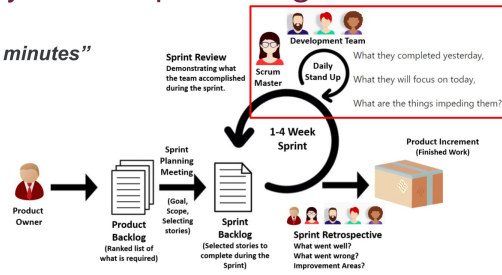 minutes"
Development Team
Scrum
Master
Daily
Stand Up
What they completed yesterday,
What they will focus on today,
What are the things impeding them?
Sprint Review
Demonstrating what
the team accomplished
during the sprint.
1-4 Week
Sprint
Product Increment
(Finished Work)
Product
Owner
Product
Backlog
(Ranked list of
what is required)
Sprint
Planning
Meeting
(Goal,
Scope,
Selecting
stories)
Sprint
Backlog
(Selected stories to
complete during the
Sprint)
Sprint Retrospective
What went well?
What went wrong?
Improvement Areas?